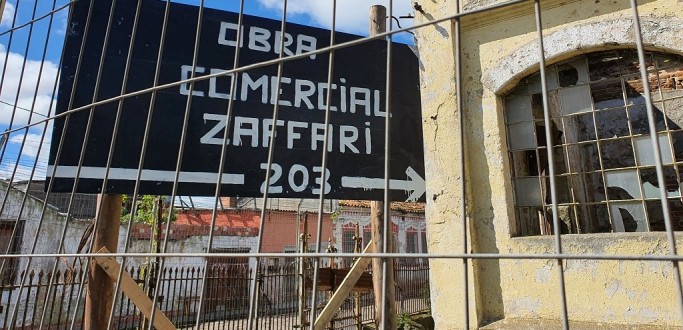 OBRA
COMERCIAL
ZAFFARI
203